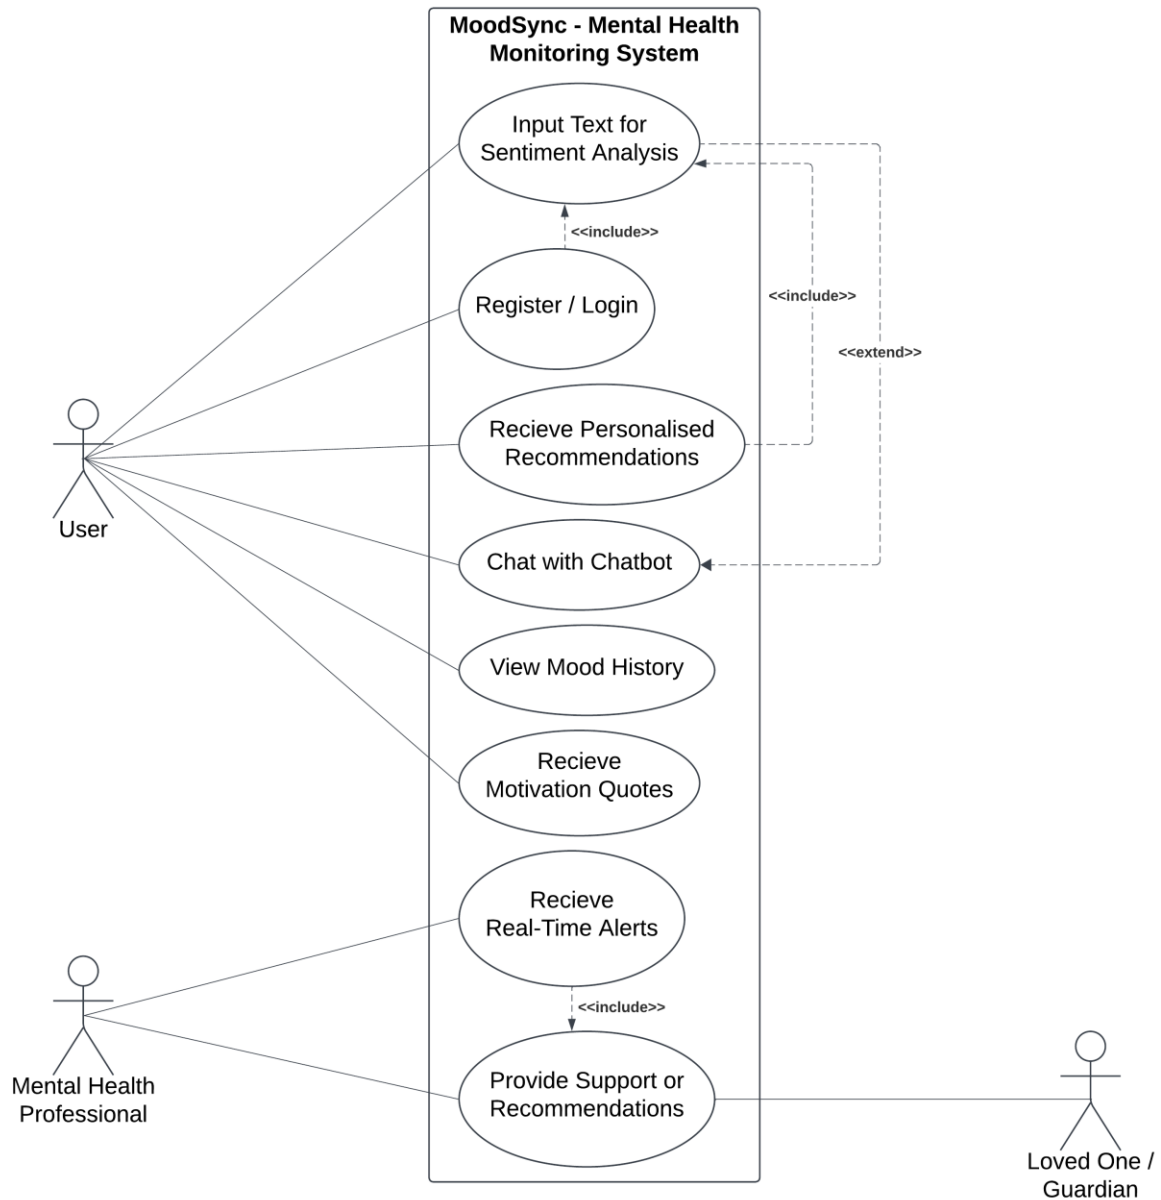 MoodSync - Mental Health
Monitoring System
Input Text for
Sentiment Analysis
<<include>>
Register / Login
<<include>>
<<extend>>
Recieve Personalised
Recommendations
User
Chat with Chatbot
View Mood History
Recieve
Motivation Quotes
Recieve
Real-Time Alerts
<<include>>
Mental Health
Professional
Provide Support or
Recommendations
Loved One /
Guardian